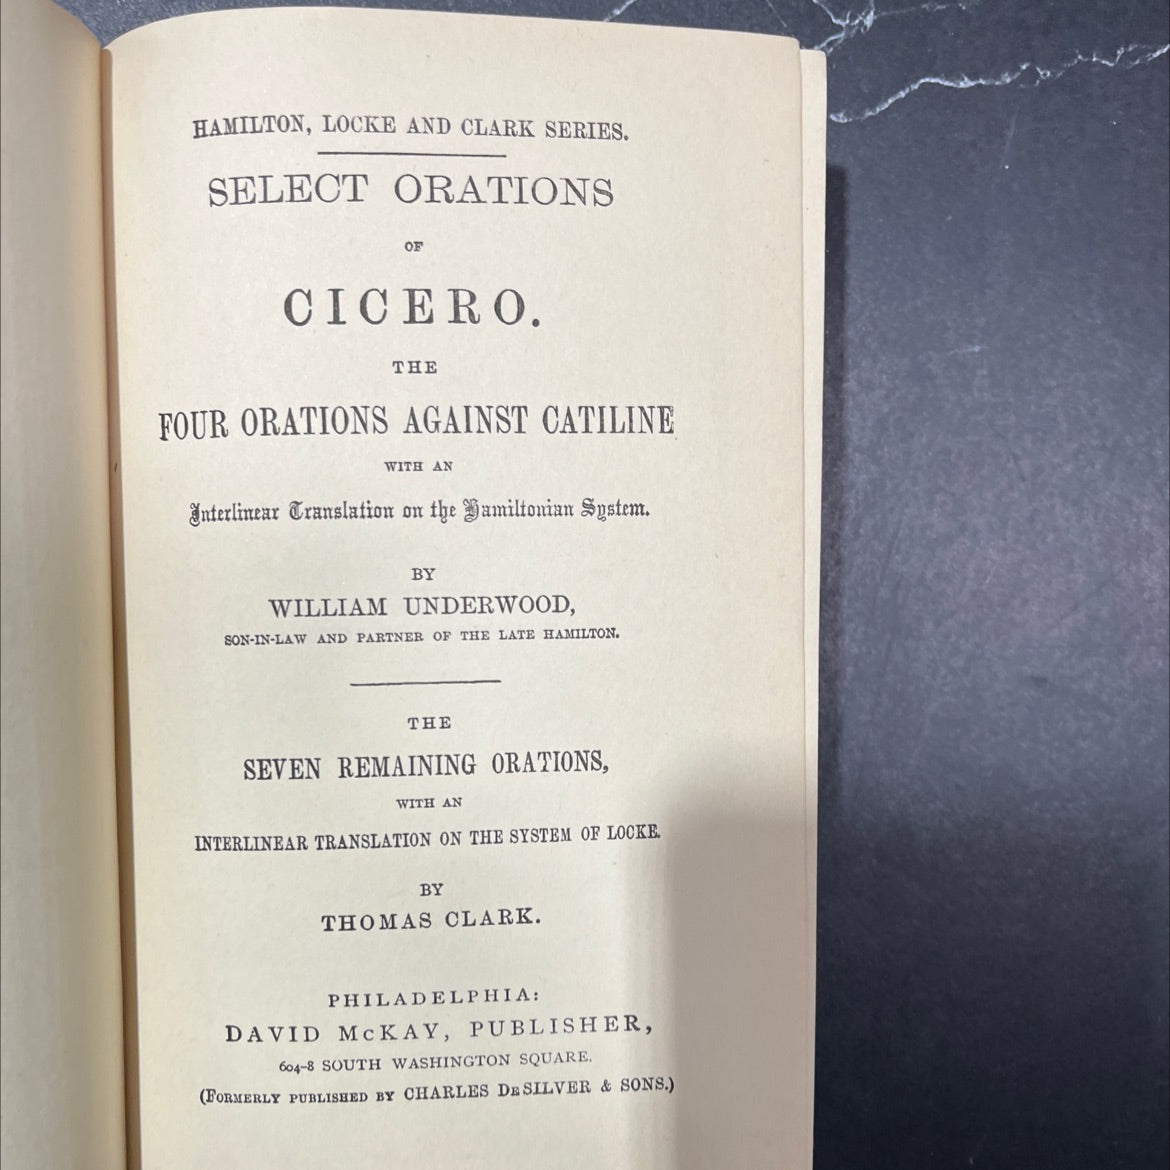 HAMILTON, LOCKE AND CLARK SERIES.
SELECT ORATIONS
OF
CICERO.
THE
FOUR ORATIONS AGAINST CATILINE
WITH AN
Interlinear Translation on the Hamiltonian System.
BY
WILLIAM UNDERWOOD,
SON-IN-LAW AND PARTNER OF THE LATE HAMILTON.
THE
SEVEN REMAINING ORATIONS,
WITH AN
INTERLINEAR TRANSLATION ON THE SYSTEM OF LOCKE.
BY
THOMAS CLARK.
PHILADELPHIA:
DAVID McKAY, PUBLISHER,
604-8 SOUTH WASHINGTON SQUARE.
(FORMERLY PUBLISHED BY CHARLES DESILVER & SONS.)